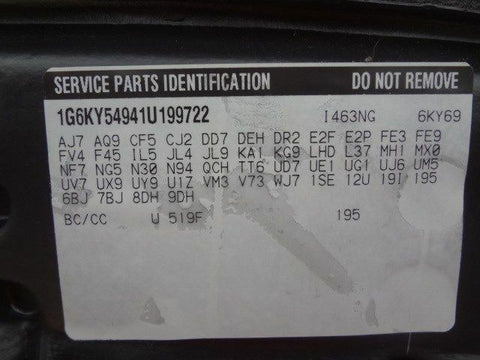 SERVICE PARTS IDENTIFICATION DO NOT REMOVE
1G6KY54941U199722 I463NG 6KY69
AJ7 AQ9 CF5 CJ2 DD7 DEH DR2 E2F E2P FE3 FE9
FV4 F45 IL5 JL4 JL9 KA1 KG9 LHD L37 MH1 MX0
NF7 NG5 N30 N94 QCH TT6 UD7 UE1 UG1 UJ6 UM5
UV7 UX9 UY9 U1Z VM3 V73 WJ7 1SE 12U 19I 195
6BJ 7BJ 8DH 9DH
BC/CC U 519F 195